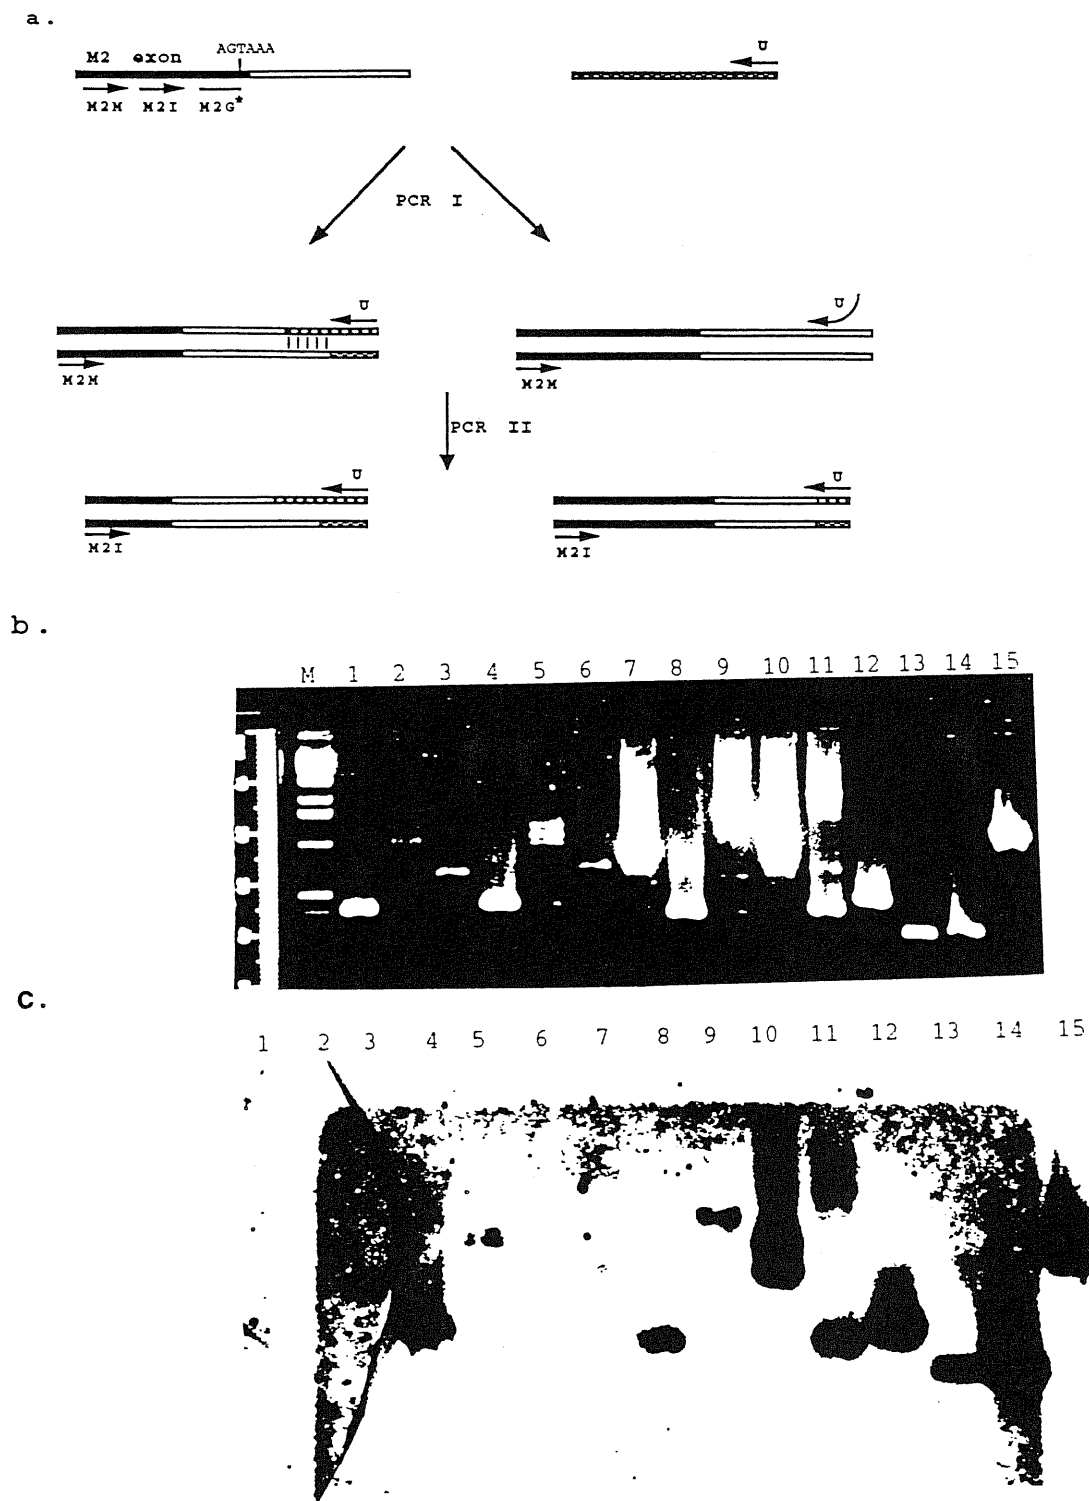 a.
M2 exon AGTAAA
U
M2M M2I M2G*
PCR I
U
U
M2M
M2M
PCR II
U
U
M2I
M2I
b.
M 1 2 3 4 5 6 7 8 9 10 11 12 13 14 15
C.
1 2 3 4 5 6 7 8 9 10 11 12 13 14 15